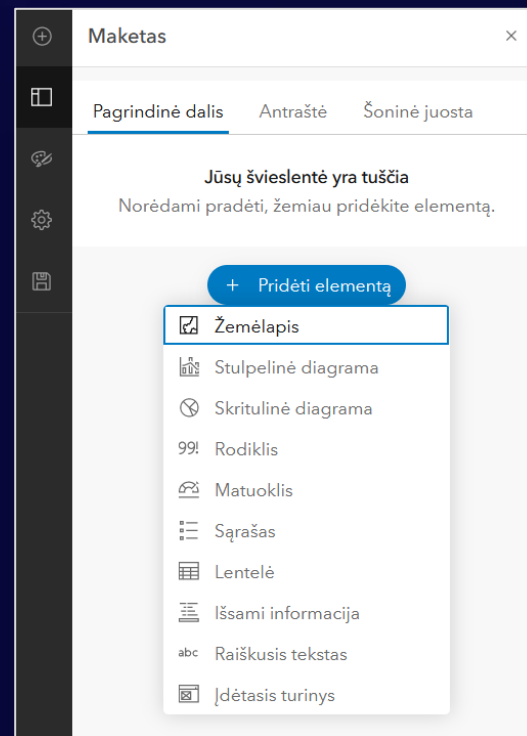 Maketas
Pagrindinė dalis Antraštė Šoninė juosta
Jūsų švieslentė yra tuščia
Norėdami pradėti, žemiau pridėkite elementą.
+ Pridėti elementą
Žemėlapis
Stulpelinė diagrama
Skritulinė diagrama
99! Rodiklis
Matuoklis
Sąrašas
Lentelė
Išsami informacija
abc Raiškusis tekstas
Įdėtasis turinys